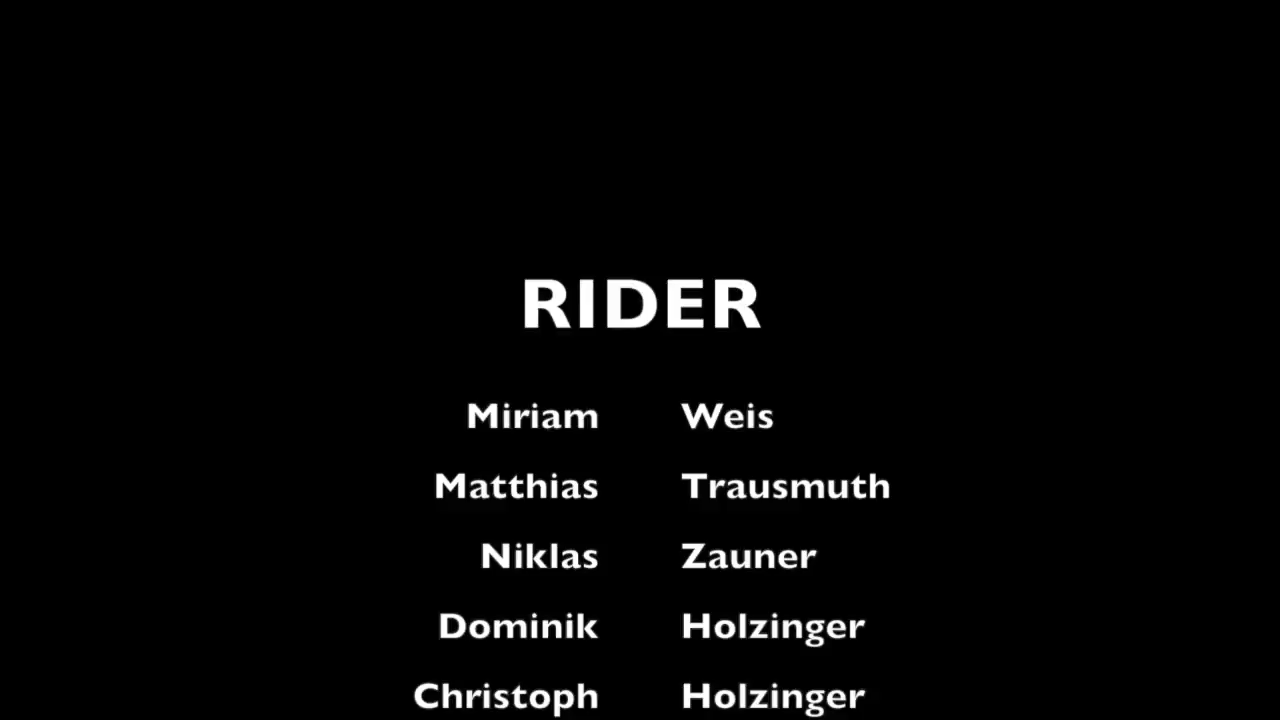 RIDER
Miriam Weis
Matthias Trausmuth
Niklas Zauner
Dominik Holzinger
Christoph Holzinger